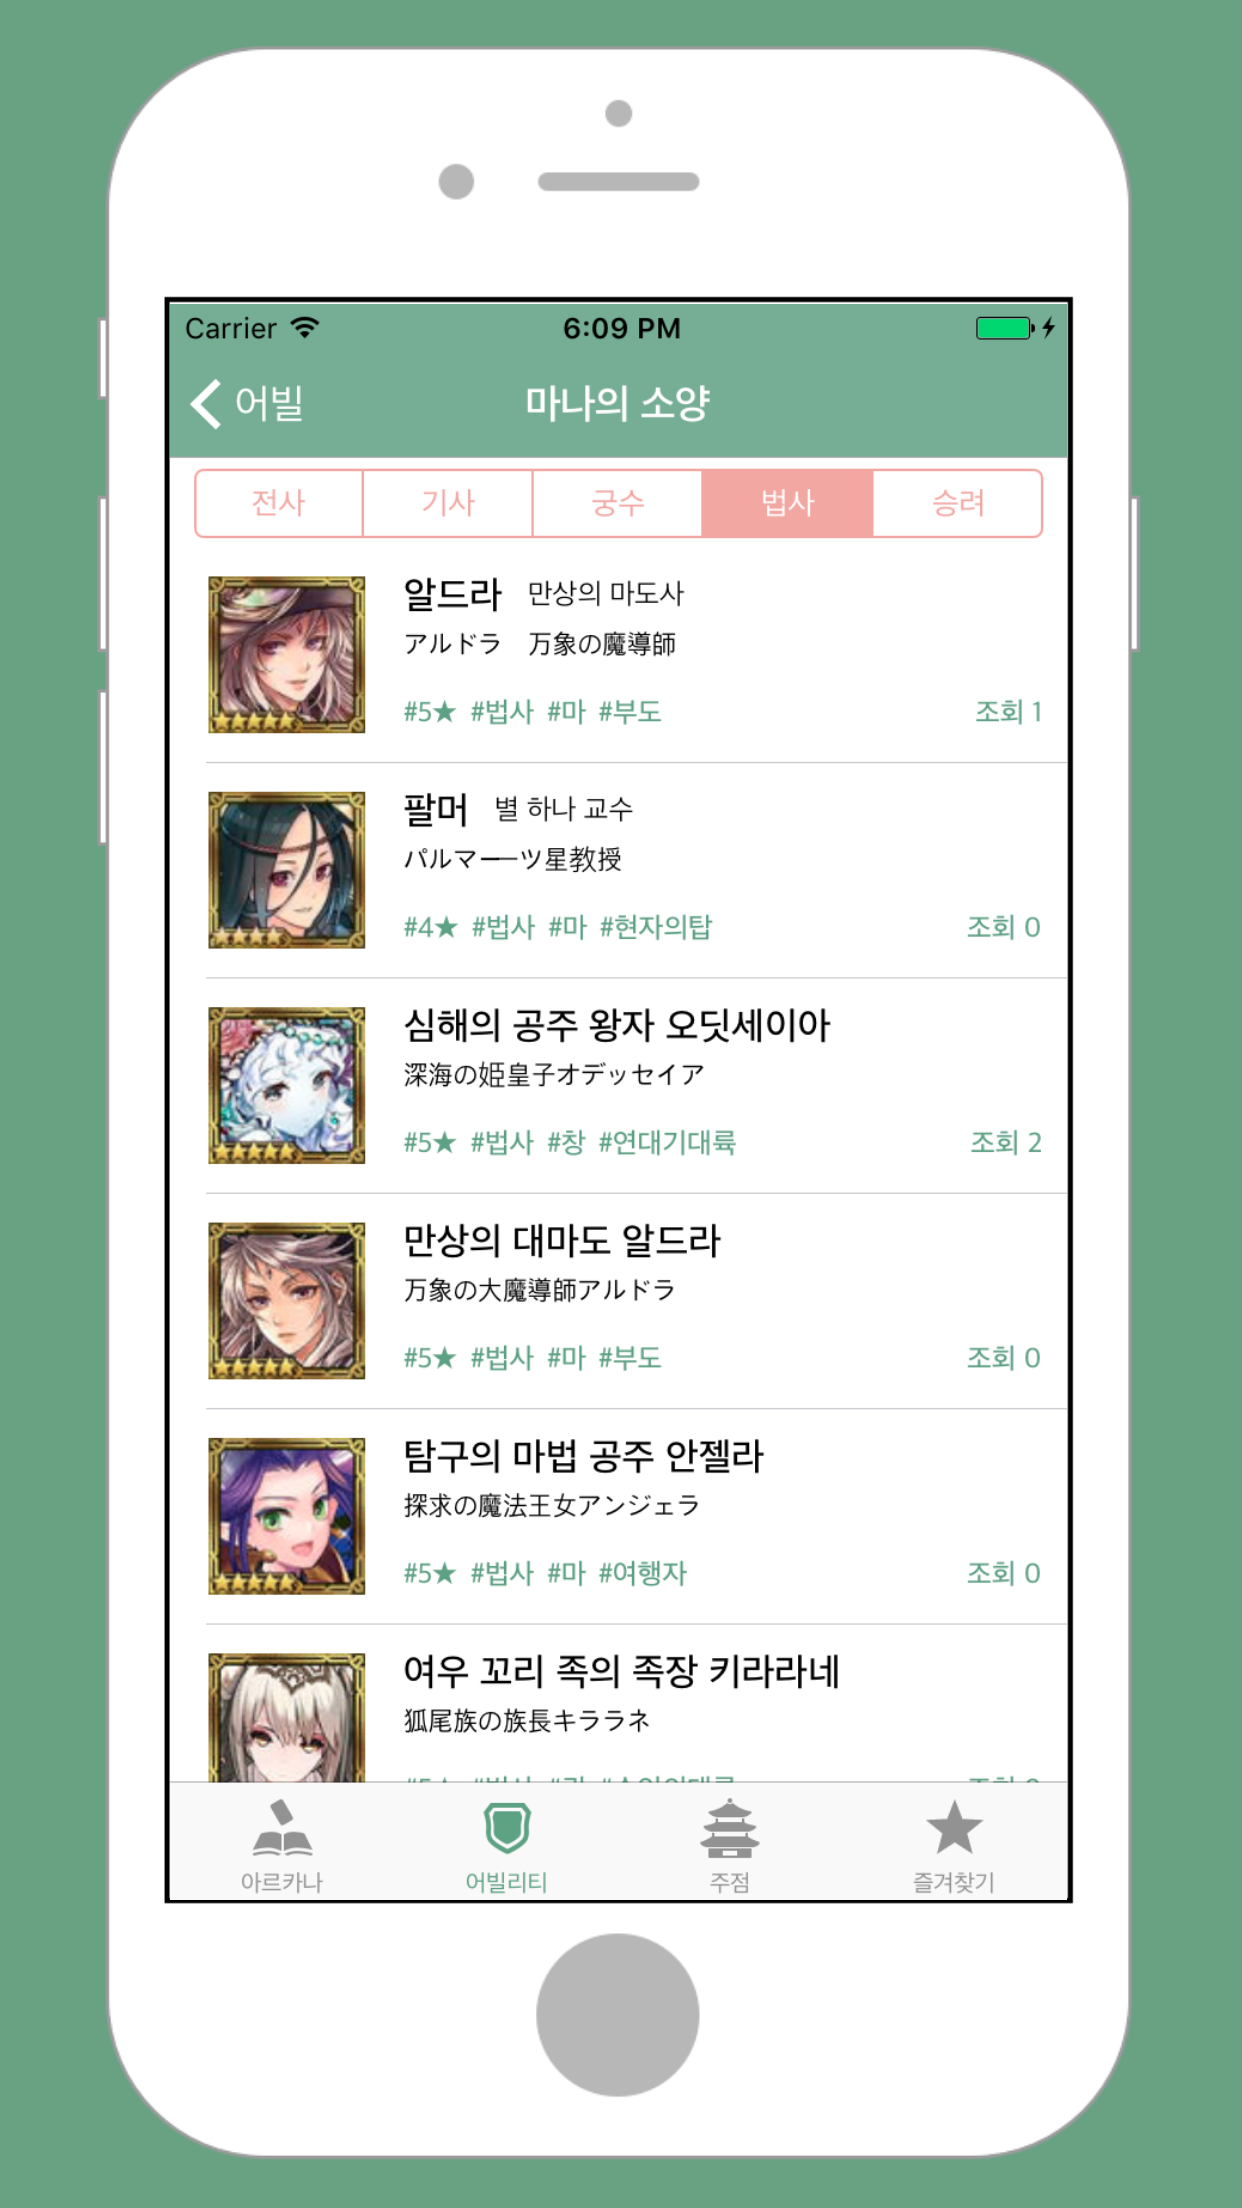 Carrier 6:09 PM
어빌 마나의 소양
전사 기사 궁수 법사 승려
알드라 만상의 마도사
アルドラ 万象の魔導師
#5★ #법사 #마 #부도 조회 1
팔머 별 하나 교수
パルマー一ツ星教授
#4★ #법사 #마 #현자의탑 조회 0
심해의 공주 왕자 오딧세이아
深海の姫皇子オデッセイア
#5★ #법사 #창 #연대기대륙 조회 2
만상의 대마도 알드라
万象の大魔導師アルドラ
#5★ #법사 #마 #부도 조회 0
탐구의 마법 공주 안젤라
探求の魔法王女アンジェラ
#5★ #법사 #마 #여행자 조회 0
여우 꼬리 족의 족장 키라라네
狐尾族の族長キララネ
아르카나 어빌리티 주점 즐겨찾기